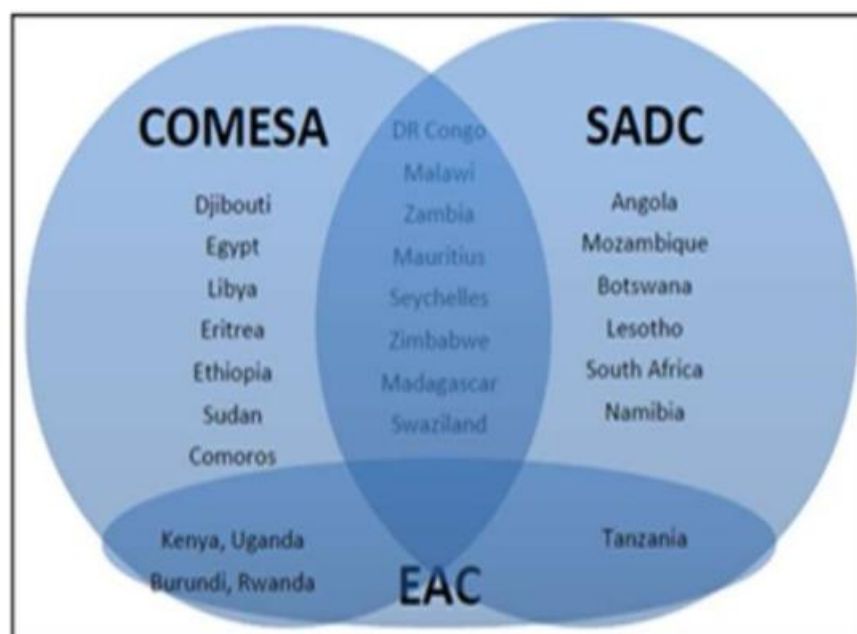 COMESA
Djibouti
Egypt
Libya
Eritrea
Ethiopia
Sudan
Comoros
DR Congo
Malawi
Zambia
Mauritius
Seychelles
Zimbabwe
Madagascar
Swaziland
SADC
Angola
Mozambique
Botswana
Lesotho
South Africa
Namibia
Kenya, Uganda
Burundi, Rwanda
EAC
Tanzania